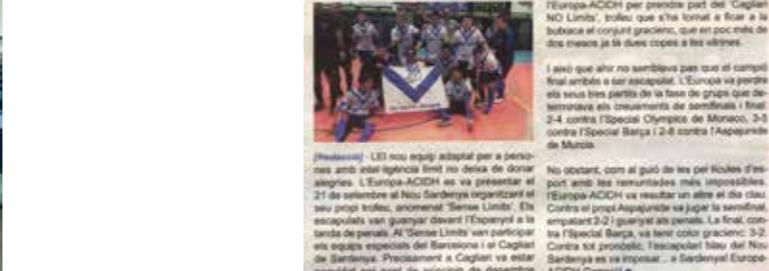 [Redacció] - LEl nou equip adaptat per a perso-
nes amb intel·ligència límit no deixa de donar
alegries. L'Europa-ACIDH es va presentar el
21 de setembre al Nou Sardenya organitzant el
seu propi trofeu, anomenat 'Sense Límits'. Els
escapulats van guanyar davant l'Espanyol a la
tanda de penals. Al 'Sense Límits' van participar
els equips especials del Barcelona i el Cagliari
de Sardenya. Precisament a Cagliari va estar
de desembre
l'Europa-ACIDH per prendre part del 'Cagliari
NO Limits', trofeu que s'ha tornat a ficar a la
butxaca el conjunt gracienc, que en poc més de
dos mesos ja té dues copes a les vitrines.
I això que ahir no semblava pas que el campió
final arribés a ser escapulat. L'Europa va perdre
els seus tres partits de la fase de grups que de-
terminava els creuaments de semifinals i final:
2-4 contra l'Special Olympics de Monaco, 3-5
contra l'Special Barça i 2-8 contra l'Aspajunide
de Murcia.
No obstant, com al guió de les pel·lícules d'es-
port amb les remuntades més impossibles,
l'Europa-ACIDH va resultar un altre el dia clau.
Contra el propi Aspajunide va jugar la semifinal,
empatant 2-2 i guanyat als penals. La final, con-
tra l'Special Barça, va tenir color gracienc: 3-2.
Contra tot pronòstic, l'escapulari blau del Nou
Sardenya es va imposar... a Sardenya! Europa-